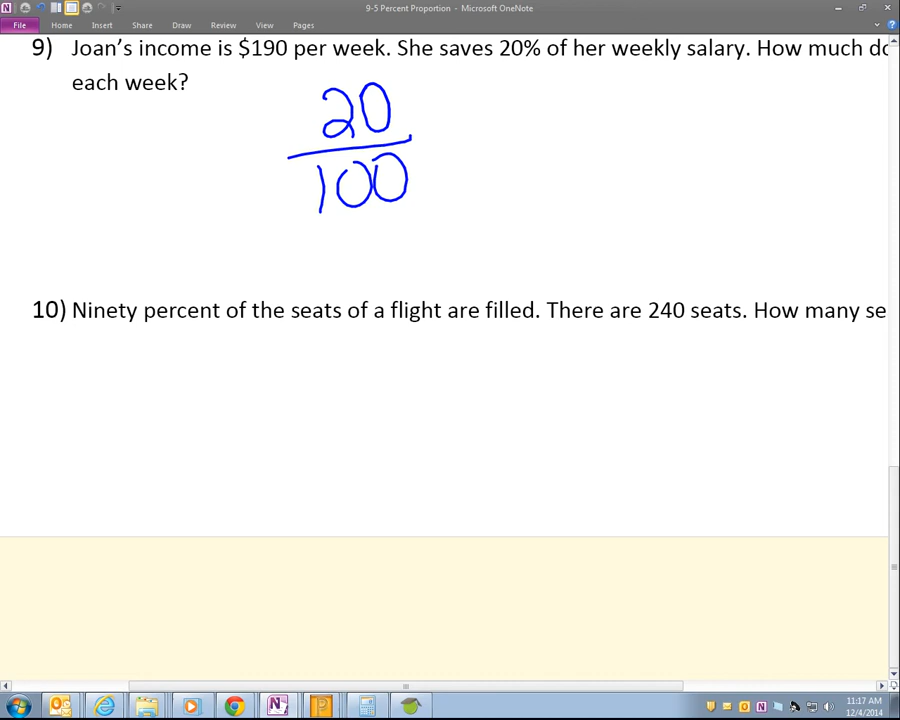 9-5 Percent Proportion - Microsoft OneNote
File Home Insert Share Draw View History Review Pages
9) Joan's income is $190 per week. She saves 20% of her weekly salary. How much do
each week?
20
100
10) Ninety percent of the seats of a flight are filled. There are 240 seats. How many se
11:17 AM
12/4/2014